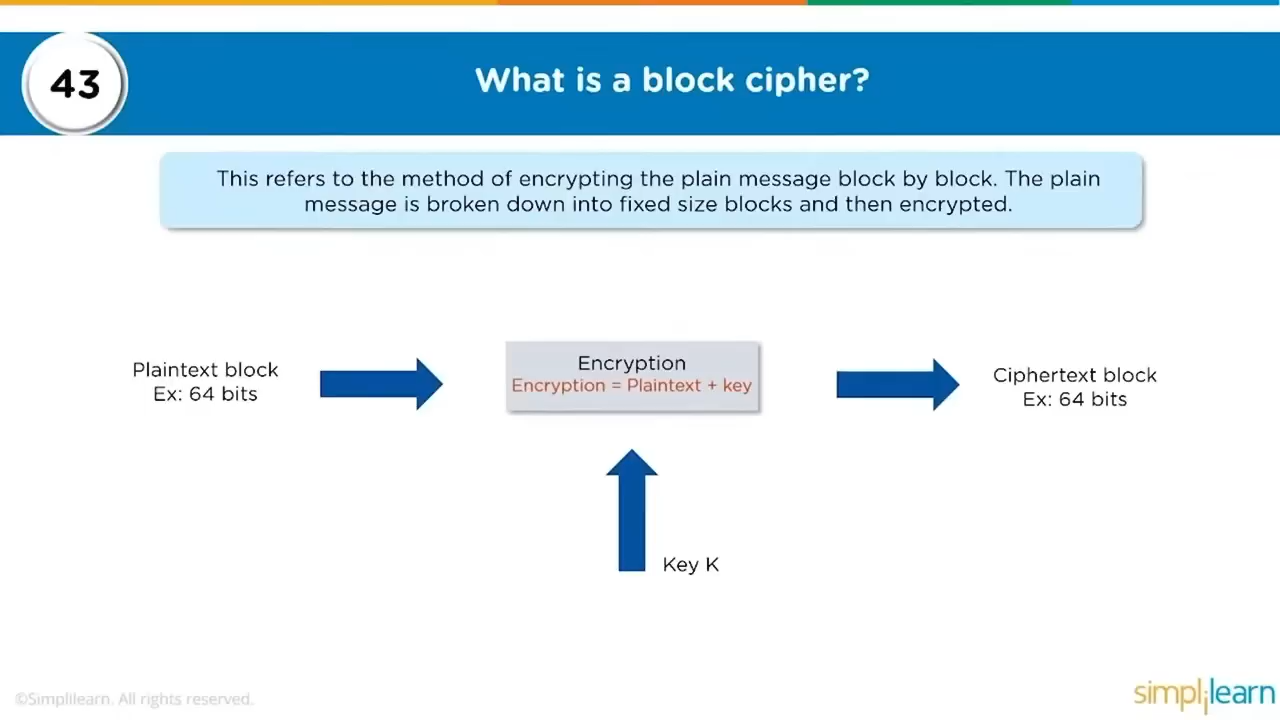 43
What is a block cipher?
This refers to the method of encrypting the plain message block by block. The plain
message is broken down into fixed size blocks and then encrypted.
Plaintext block
Ex: 64 bits
Encryption
Encryption = Plaintext + key
Ciphertext block
Ex: 64 bits
Key K
©Simplilearn. All rights reserved.
simplilearn